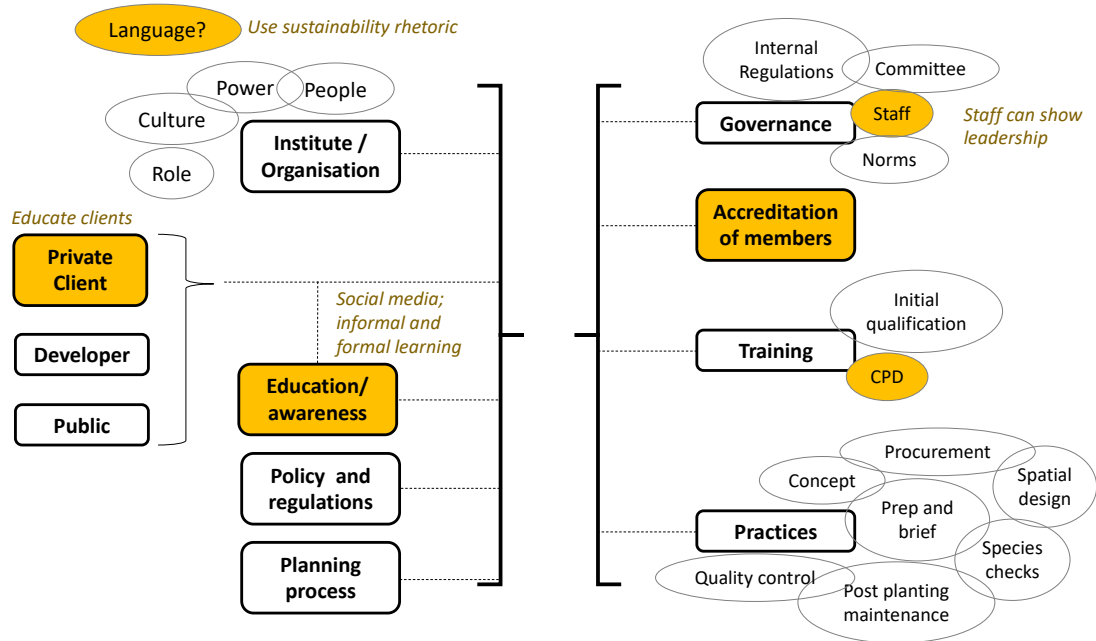 Language?
Use sustainability rhetoric
Power
People
Culture
Role
Institute /
Organisation
Educate clients
Private
Client
Developer
Public
Social media;
informal and
formal learning
Education/
awareness
Policy and
regulations
Planning
process
Internal
Regulations
Committee
Governance
Staff
Norms
Staff can show
leadership
Accreditation
of members
Initial
qualification
Training
CPD
Procurement
Concept
Spatial
design
Prep and
brief
Practices
Species
checks
Quality control
Post planting
maintenance